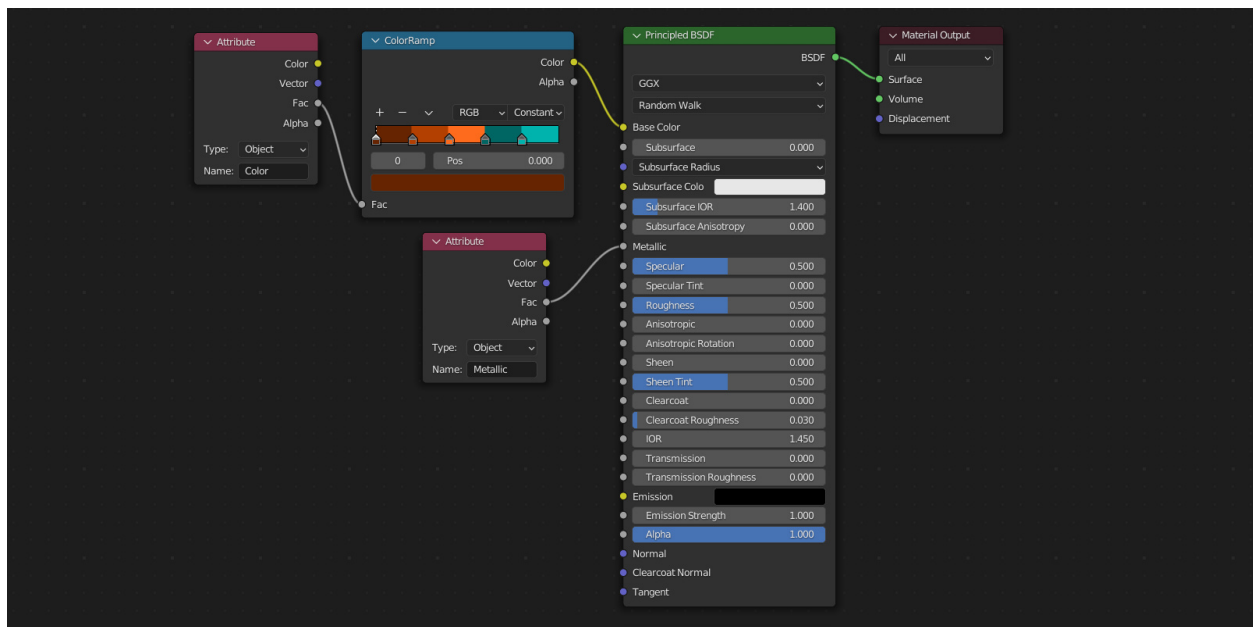 Attribute
Color
Vector
Fac
Alpha
Type: Object
Name: Color
ColorRamp
Color
Alpha
+ − RGB Constant
0 Pos 0.000
Fac
Attribute
Color
Vector
Fac
Alpha
Type: Object
Name: Metallic
Principled BSDF
BSDF
GGX
Random Walk
Base Color
Subsurface 0.000
Subsurface Radius
Subsurface Colo
Subsurface IOR 1.400
Subsurface Anisotropy 0.000
Metallic
Specular 0.500
Specular Tint 0.000
Roughness 0.500
Anisotropic 0.000
Anisotropic Rotation 0.000
Sheen 0.000
Sheen Tint 0.500
Clearcoat 0.000
Clearcoat Roughness 0.030
IOR 1.450
Transmission 0.000
Transmission Roughness 0.000
Emission
Emission Strength 1.000
Alpha 1.000
Normal
Clearcoat Normal
Tangent
Material Output
All
Surface
Volume
Displacement